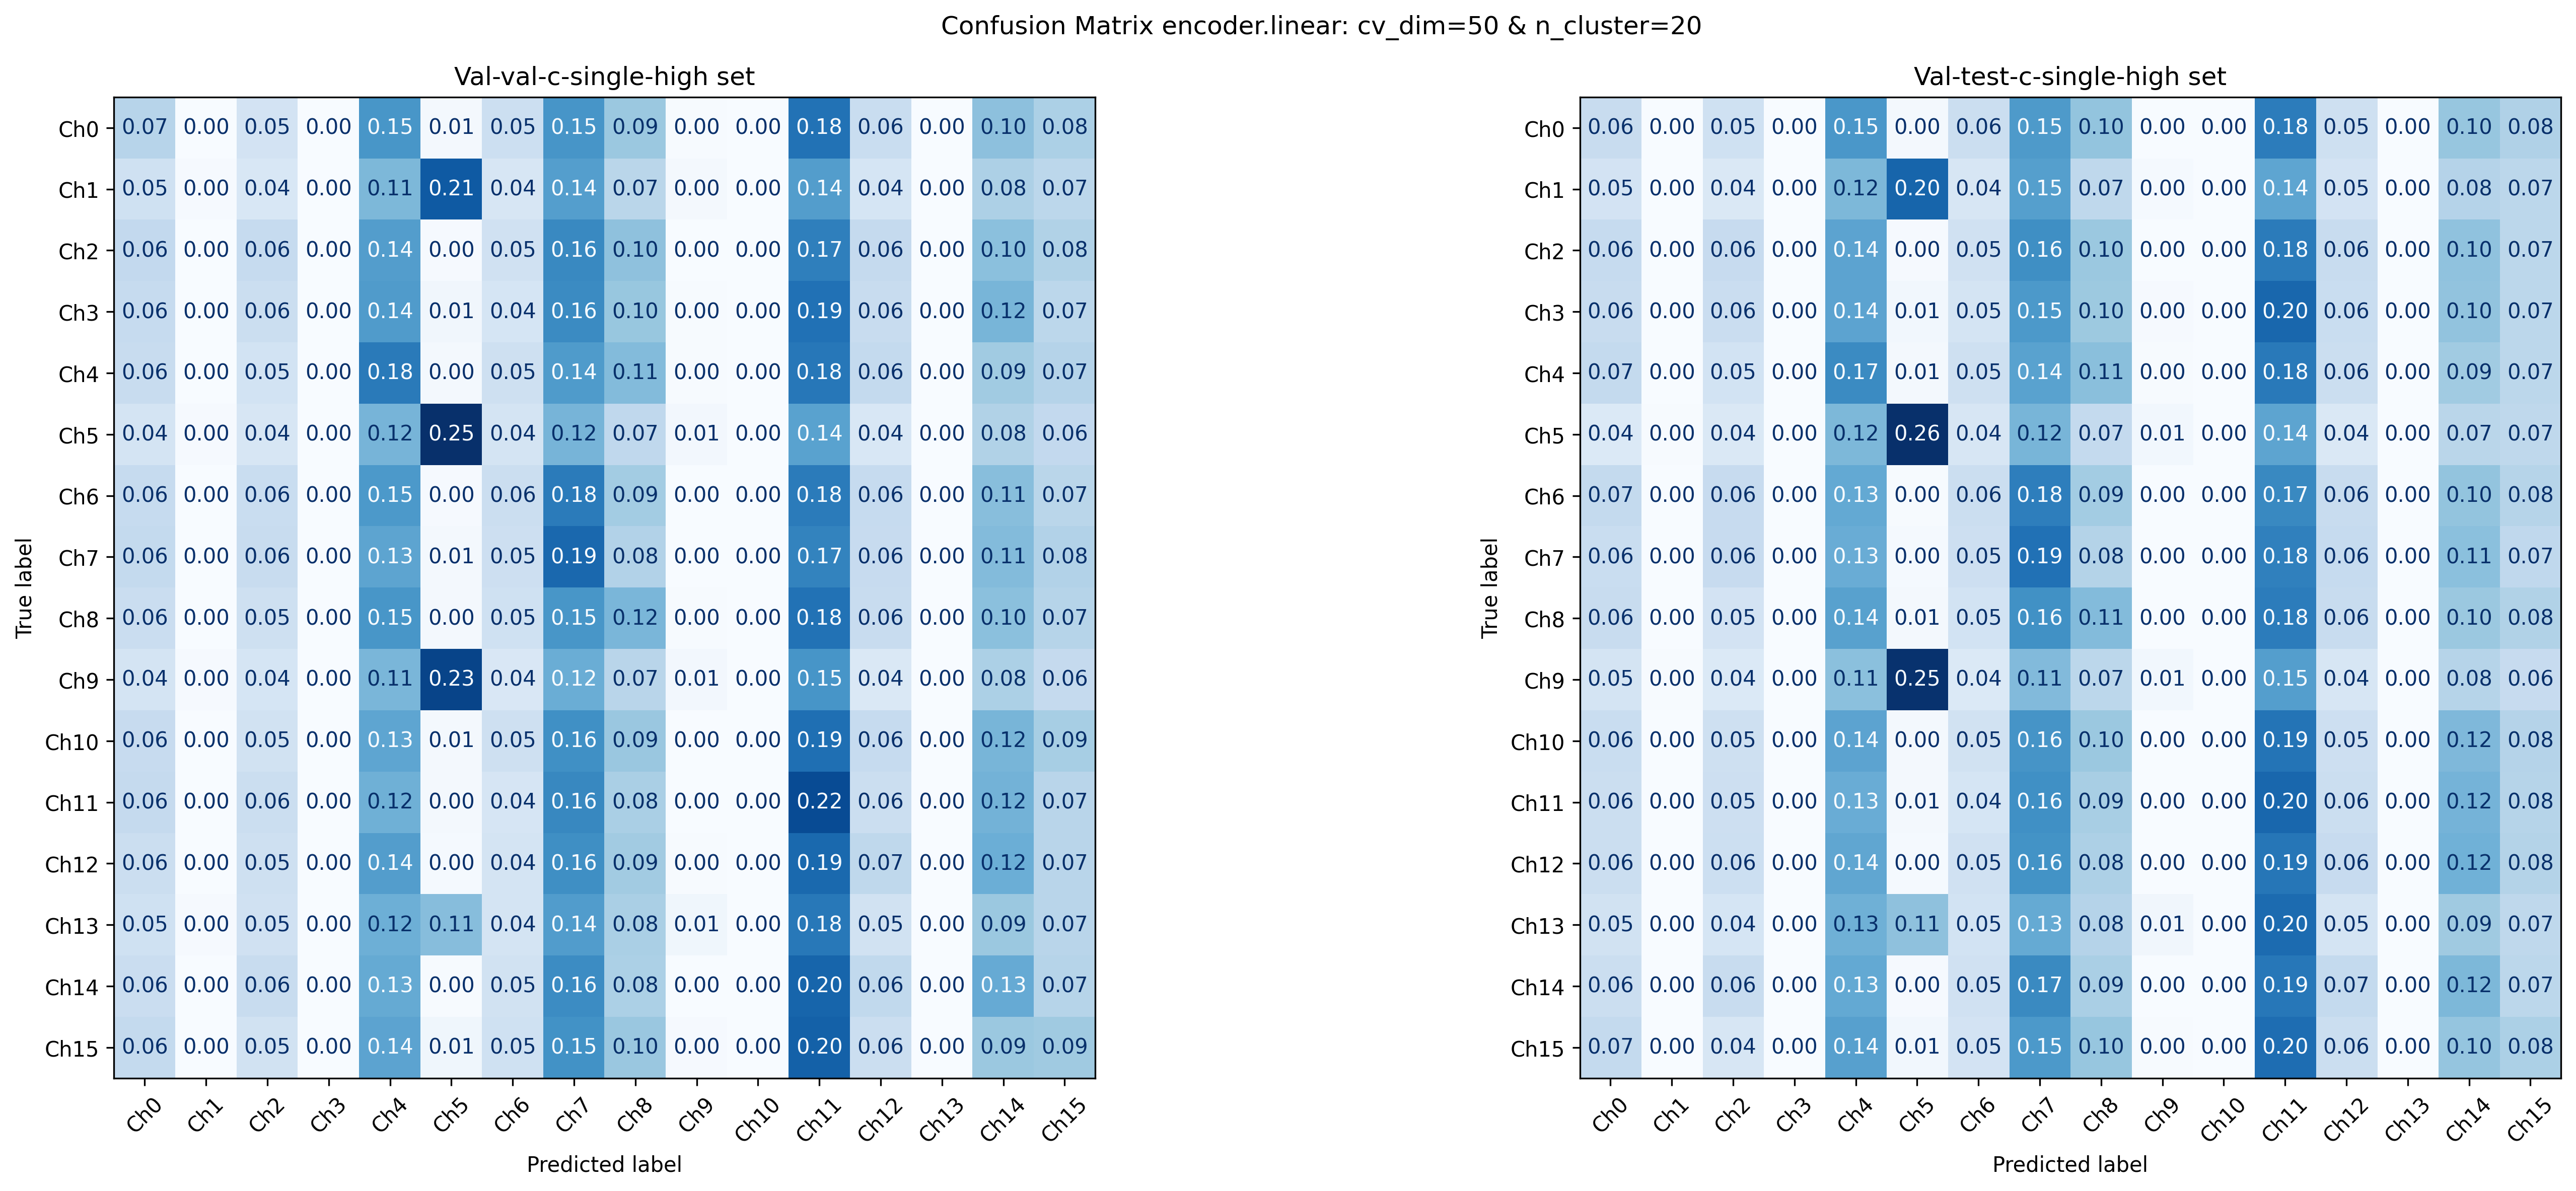 Confusion Matrix encoder.linear: cv_dim=50 & n_cluster=20
Val-val-c-single-high set
True label
Ch0 0.07 0.00 0.05 0.00 0.15 0.01 0.05 0.15 0.09 0.00 0.00 0.18 0.06 0.00 0.10 0.08
Ch1 0.05 0.00 0.04 0.00 0.11 0.21 0.04 0.14 0.07 0.00 0.00 0.14 0.04 0.00 0.08 0.07
Ch2 0.06 0.00 0.06 0.00 0.14 0.00 0.05 0.16 0.10 0.00 0.00 0.17 0.06 0.00 0.10 0.08
Ch3 0.06 0.00 0.06 0.00 0.14 0.01 0.04 0.16 0.10 0.00 0.00 0.19 0.06 0.00 0.12 0.07
Ch4 0.06 0.00 0.05 0.00 0.18 0.00 0.05 0.14 0.11 0.00 0.00 0.18 0.06 0.00 0.09 0.07
Ch5 0.04 0.00 0.04 0.00 0.12 0.25 0.04 0.12 0.07 0.01 0.00 0.14 0.04 0.00 0.08 0.06
Ch6 0.06 0.00 0.06 0.00 0.15 0.00 0.06 0.18 0.09 0.00 0.00 0.18 0.06 0.00 0.11 0.07
Ch7 0.06 0.00 0.06 0.00 0.13 0.01 0.05 0.19 0.08 0.00 0.00 0.17 0.06 0.00 0.11 0.08
Ch8 0.06 0.00 0.05 0.00 0.15 0.00 0.05 0.15 0.12 0.00 0.00 0.18 0.06 0.00 0.10 0.07
Ch9 0.04 0.00 0.04 0.00 0.11 0.23 0.04 0.12 0.07 0.01 0.00 0.15 0.04 0.00 0.08 0.06
Ch10 0.06 0.00 0.05 0.00 0.13 0.01 0.05 0.16 0.09 0.00 0.00 0.19 0.06 0.00 0.12 0.09
Ch11 0.06 0.00 0.06 0.00 0.12 0.00 0.04 0.16 0.08 0.00 0.00 0.22 0.06 0.00 0.12 0.07
Ch12 0.06 0.00 0.05 0.00 0.14 0.00 0.04 0.16 0.09 0.00 0.00 0.19 0.07 0.00 0.12 0.07
Ch13 0.05 0.00 0.05 0.00 0.12 0.11 0.04 0.14 0.08 0.01 0.00 0.18 0.05 0.00 0.09 0.07
Ch14 0.06 0.00 0.06 0.00 0.13 0.00 0.05 0.16 0.08 0.00 0.00 0.20 0.06 0.00 0.13 0.07
Ch15 0.06 0.00 0.05 0.00 0.14 0.01 0.05 0.15 0.10 0.00 0.00 0.20 0.06 0.00 0.09 0.09
Ch0 Ch1 Ch2 Ch3 Ch4 Ch5 Ch6 Ch7 Ch8 Ch9 Ch10 Ch11 Ch12 Ch13 Ch14 Ch15
Predicted label
Val-test-c-single-high set
True label
Ch0 0.06 0.00 0.05 0.00 0.15 0.00 0.06 0.15 0.10 0.00 0.00 0.18 0.05 0.00 0.10 0.08
Ch1 0.05 0.00 0.04 0.00 0.12 0.20 0.04 0.15 0.07 0.00 0.00 0.14 0.05 0.00 0.08 0.07
Ch2 0.06 0.00 0.06 0.00 0.14 0.00 0.05 0.16 0.10 0.00 0.00 0.18 0.06 0.00 0.10 0.07
Ch3 0.06 0.00 0.06 0.00 0.14 0.01 0.05 0.15 0.10 0.00 0.00 0.20 0.06 0.00 0.10 0.07
Ch4 0.07 0.00 0.05 0.00 0.17 0.01 0.05 0.14 0.11 0.00 0.00 0.18 0.06 0.00 0.09 0.07
Ch5 0.04 0.00 0.04 0.00 0.12 0.26 0.04 0.12 0.07 0.01 0.00 0.14 0.04 0.00 0.07 0.07
Ch6 0.07 0.00 0.06 0.00 0.13 0.00 0.06 0.18 0.09 0.00 0.00 0.17 0.06 0.00 0.10 0.08
Ch7 0.06 0.00 0.06 0.00 0.13 0.00 0.05 0.19 0.08 0.00 0.00 0.18 0.06 0.00 0.11 0.07
Ch8 0.06 0.00 0.05 0.00 0.14 0.01 0.05 0.16 0.11 0.00 0.00 0.18 0.06 0.00 0.10 0.08
Ch9 0.05 0.00 0.04 0.00 0.11 0.25 0.04 0.11 0.07 0.01 0.00 0.15 0.04 0.00 0.08 0.06
Ch10 0.06 0.00 0.05 0.00 0.14 0.00 0.05 0.16 0.10 0.00 0.00 0.19 0.05 0.00 0.12 0.08
Ch11 0.06 0.00 0.05 0.00 0.13 0.01 0.04 0.16 0.09 0.00 0.00 0.20 0.06 0.00 0.12 0.08
Ch12 0.06 0.00 0.06 0.00 0.14 0.00 0.05 0.16 0.08 0.00 0.00 0.19 0.06 0.00 0.12 0.08
Ch13 0.05 0.00 0.04 0.00 0.13 0.11 0.05 0.13 0.08 0.01 0.00 0.20 0.05 0.00 0.09 0.07
Ch14 0.06 0.00 0.06 0.00 0.13 0.00 0.05 0.17 0.09 0.00 0.00 0.19 0.07 0.00 0.12 0.07
Ch15 0.07 0.00 0.04 0.00 0.14 0.01 0.05 0.15 0.10 0.00 0.00 0.20 0.06 0.00 0.10 0.08
Ch0 Ch1 Ch2 Ch3 Ch4 Ch5 Ch6 Ch7 Ch8 Ch9 Ch10 Ch11 Ch12 Ch13 Ch14 Ch15
Predicted label